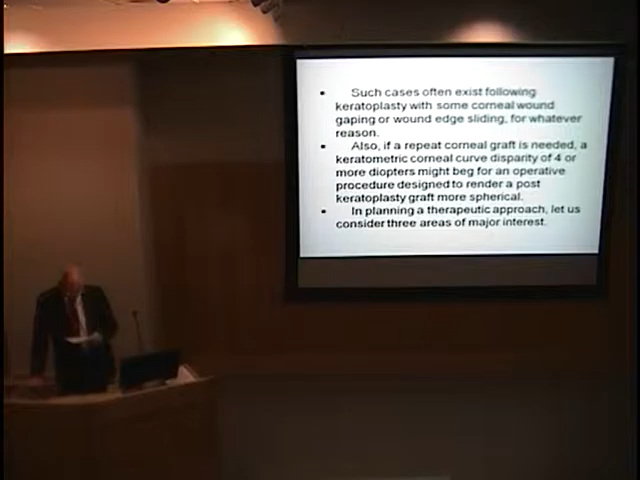 • Such cases often exist following
keratoplasty with some corneal wound
gaping or wound edge sliding, for whatever
reason.
• Also, if a repeat corneal graft is needed, a
keratometric corneal curve disparity of 4 or
more diopters might beg for an operative
procedure designed to render a post
keratoplasty graft more spherical.
• In planning a therapeutic approach, let us
consider three areas of major interest.